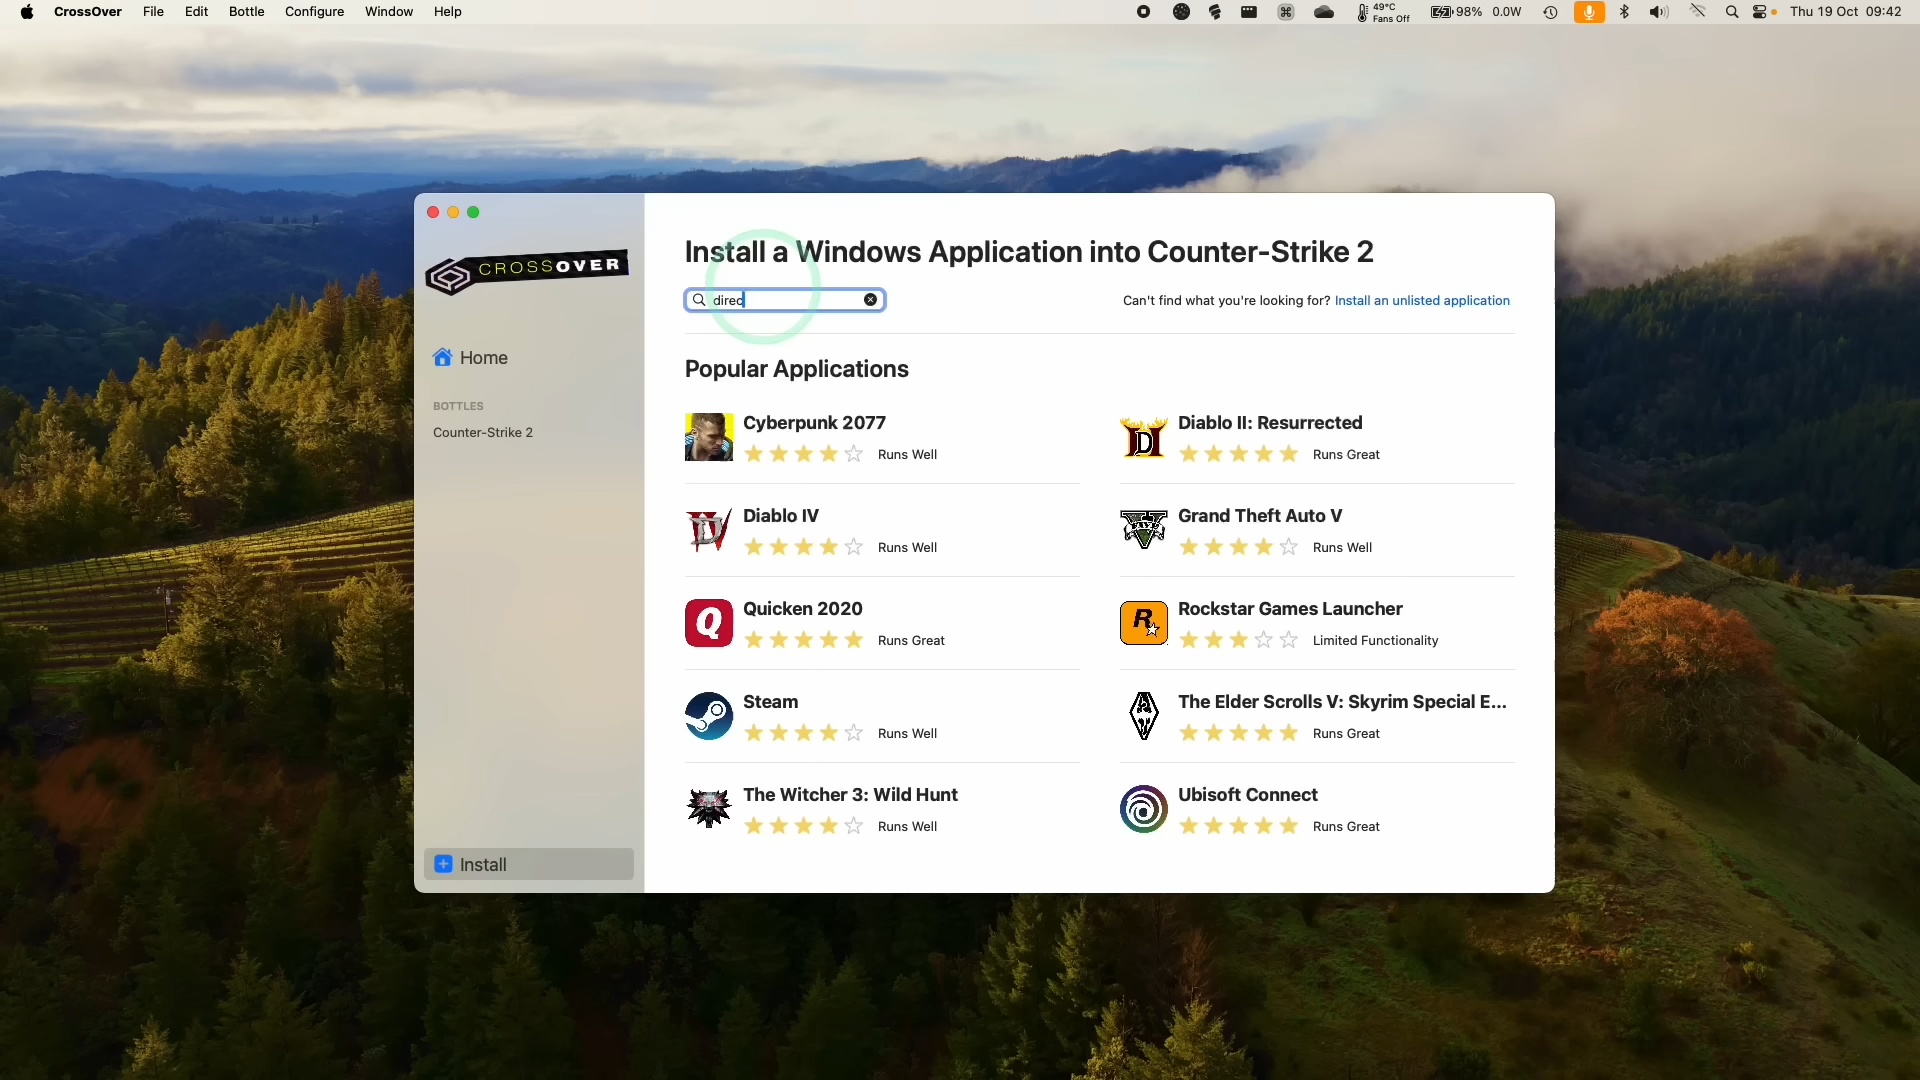 CrossOver File Edit Bottle Configure Window Help
49°C
Fans Off
98% 0.0W
Thu 19 Oct 09:42
CROSSOVER
Home
BOTTLES
Counter-Strike 2
Install
Install a Windows Application into Counter-Strike 2
direc
Can't find what you're looking for? Install an unlisted application
Popular Applications
Cyberpunk 2077
Runs Well
Diablo II: Resurrected
Runs Great
Diablo IV
Runs Well
Grand Theft Auto V
Runs Well
Quicken 2020
Runs Great
Rockstar Games Launcher
Limited Functionality
Steam
Runs Well
The Elder Scrolls V: Skyrim Special E...
Runs Great
The Witcher 3: Wild Hunt
Runs Well
Ubisoft Connect
Runs Great